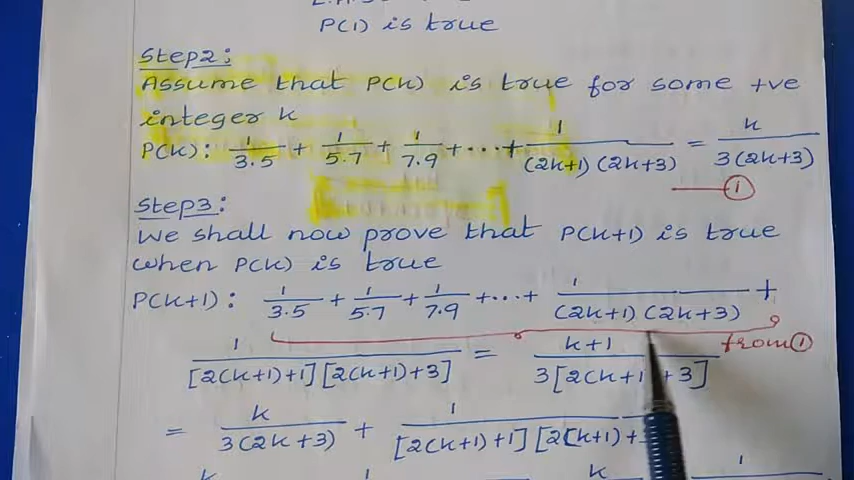 P(1) is true
Step2:
Assume that P(k) is true for some +ve
integer k
P(k): 1/3.5 + 1/5.7 + 1/7.9 + ... + 1/(2k+1)(2k+3) = k/3(2k+3)
①
Step3:
We shall now prove that P(k+1) is true
when P(k) is true
P(k+1): 1/3.5 + 1/5.7 + 1/7.9 + ... + 1/(2k+1)(2k+3) +
1/[2(k+1)+1][2(k+1)+3] = k+1/3[2(k+1)+3] from ①
= k/3(2k+3) + 1/[2(k+1)+1][2(k+1)+